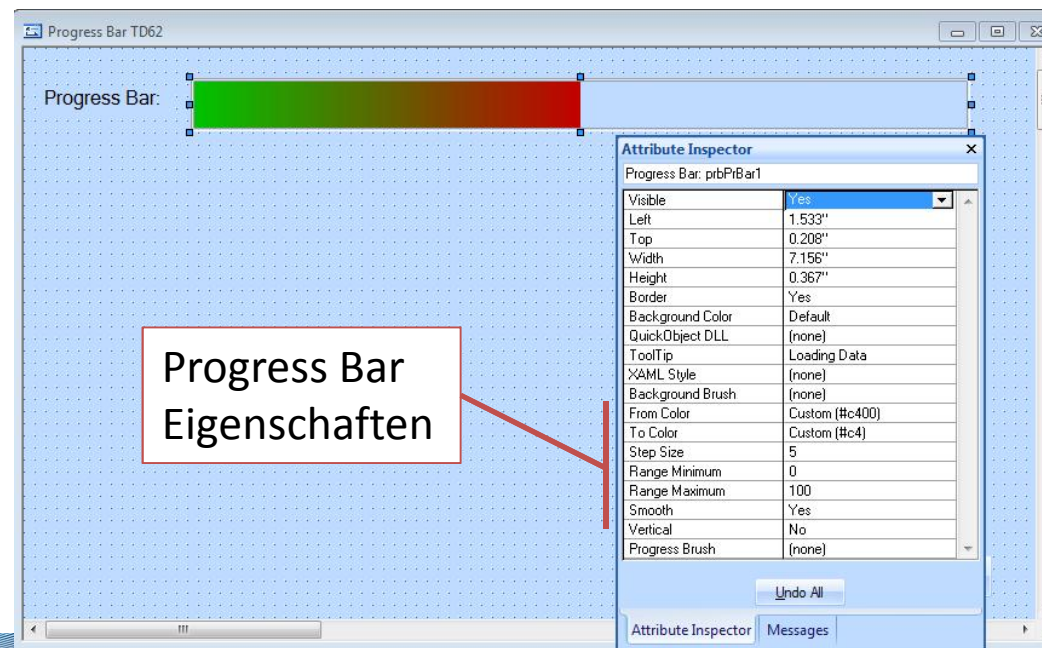 Progress Bar TD62
Progress Bar:
Attribute Inspector
Progress Bar: prbPrBar1
Visible Yes
Left 1.533''
Top 0.208''
Width 7.156''
Height 0.367''
Border Yes
Background Color Default
QuickObject DLL (none)
ToolTip Loading Data
XAML Style (none)
Background Brush (none)
From Color Custom (#c400)
To Color Custom (#c4)
Step Size 5
Range Minimum 0
Range Maximum 100
Smooth Yes
Vertical No
Progress Brush (none)
Undo All
Attribute Inspector Messages
Progress Bar
Eigenschaften